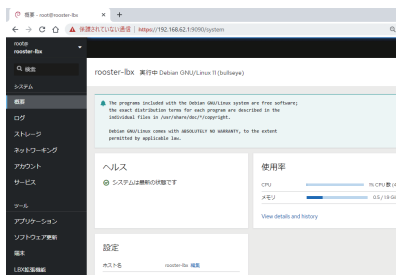 概要 - root@rooster-lbx
保護されていない通信 | https://192.168.62.1:9090/system
root@
rooster-lbx
検索
システム
概要
ログ
ストレージ
ネットワーキング
アカウント
サービス
ツール
アプリケーション
ソフトウェア更新
端末
LBX拡張機能
rooster-lbx 実行中 Debian GNU/Linux 11 (bullseye)
The programs included with the Debian GNU/Linux system are free software;
the exact distribution terms for each program are described in the
individual files in /usr/share/doc/*/copyright.
Debian GNU/Linux comes with ABSOLUTELY NO WARRANTY, to the extent
permitted by applicable law.
ヘルス
システムは最新の状態です
使用率
CPU
メモリ
View details and history
設定
ホスト名 rooster-lbx 編集